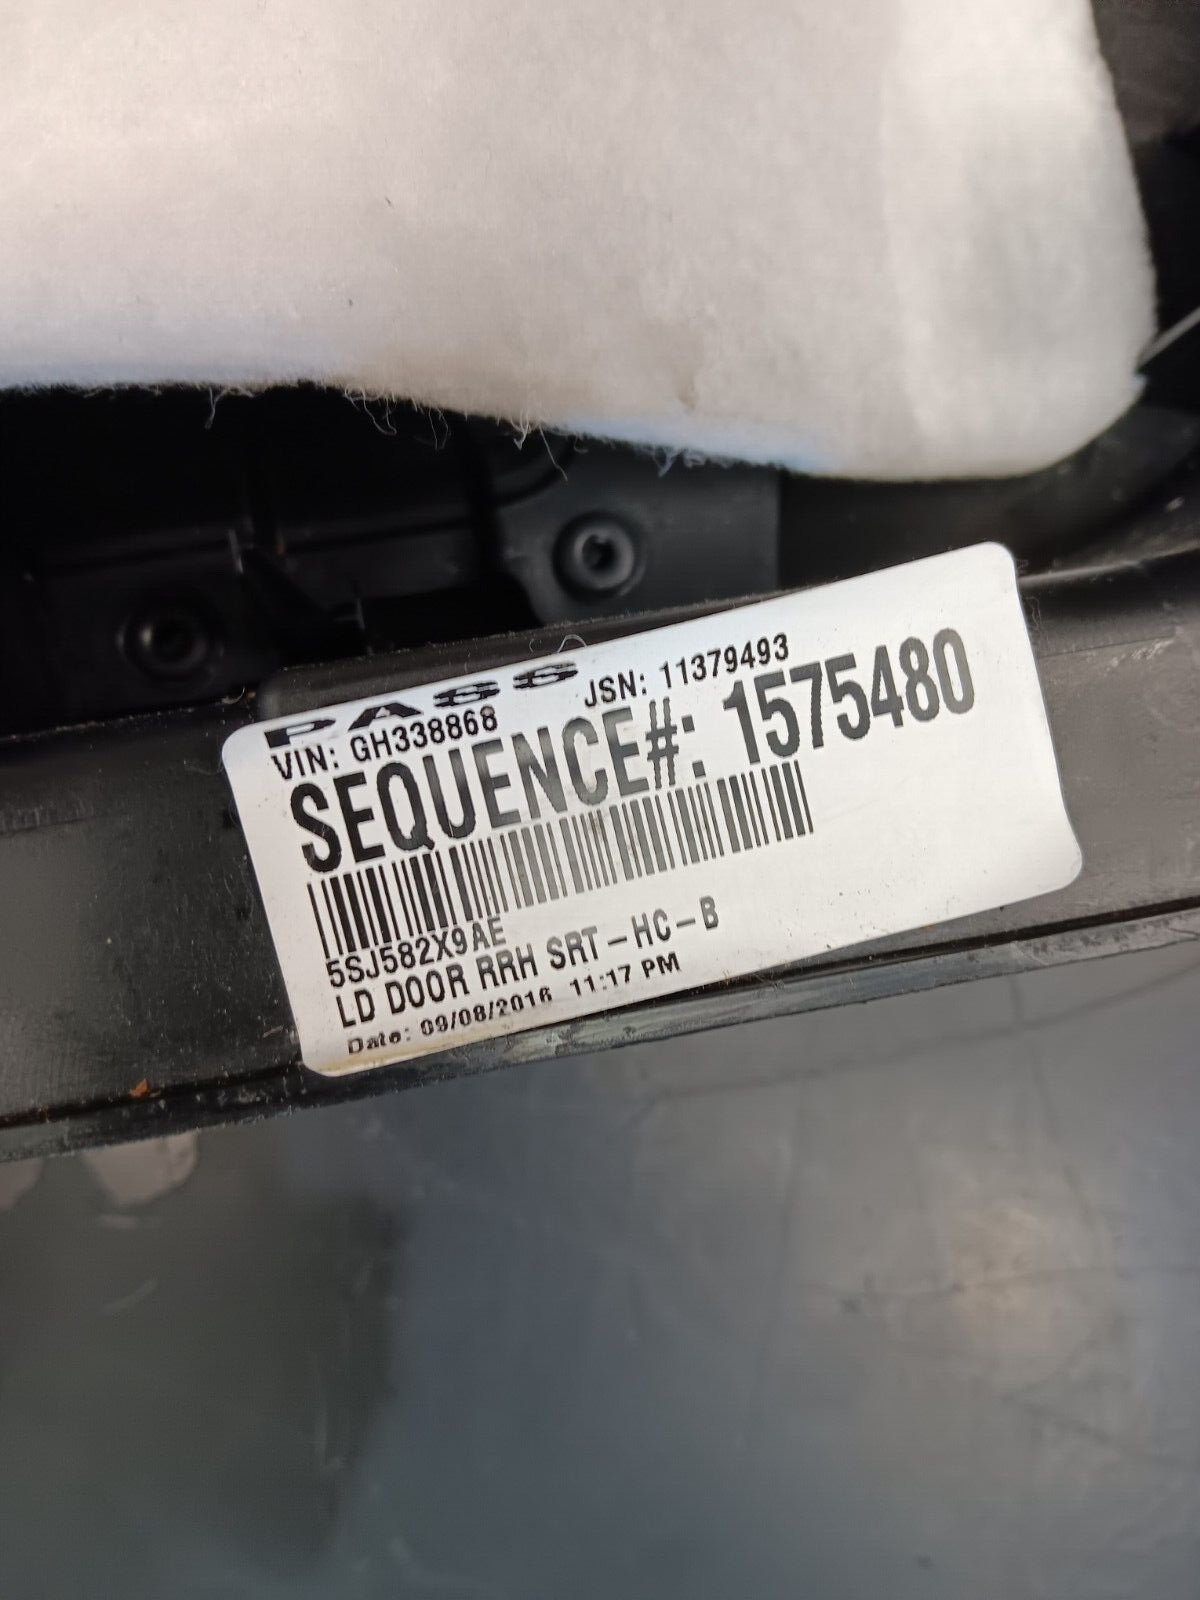 PASS
JSN: 11379493
VIN: GH338868
SEQUENCE#: 1575480
5SJ582X9AE
LD DOOR RRH SRT-HC-B
Date: 09/08/2016 11:17 PM